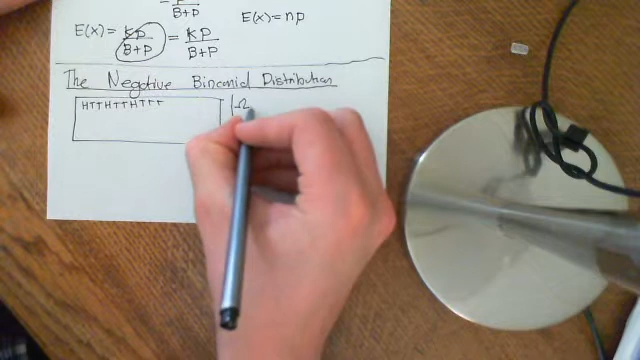 P
B+P
E(x) = np
E(x) = KP / B+P = KP / B+P
The Negative Binomial Distribution
HTTHTTHTTT
|Ω